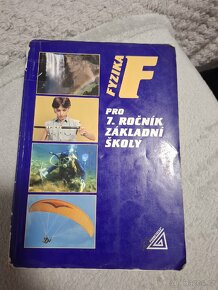 FYZIKA
F
PRO
7. ROČNÍK
ZÁKLADNÍ
ŠKOLY